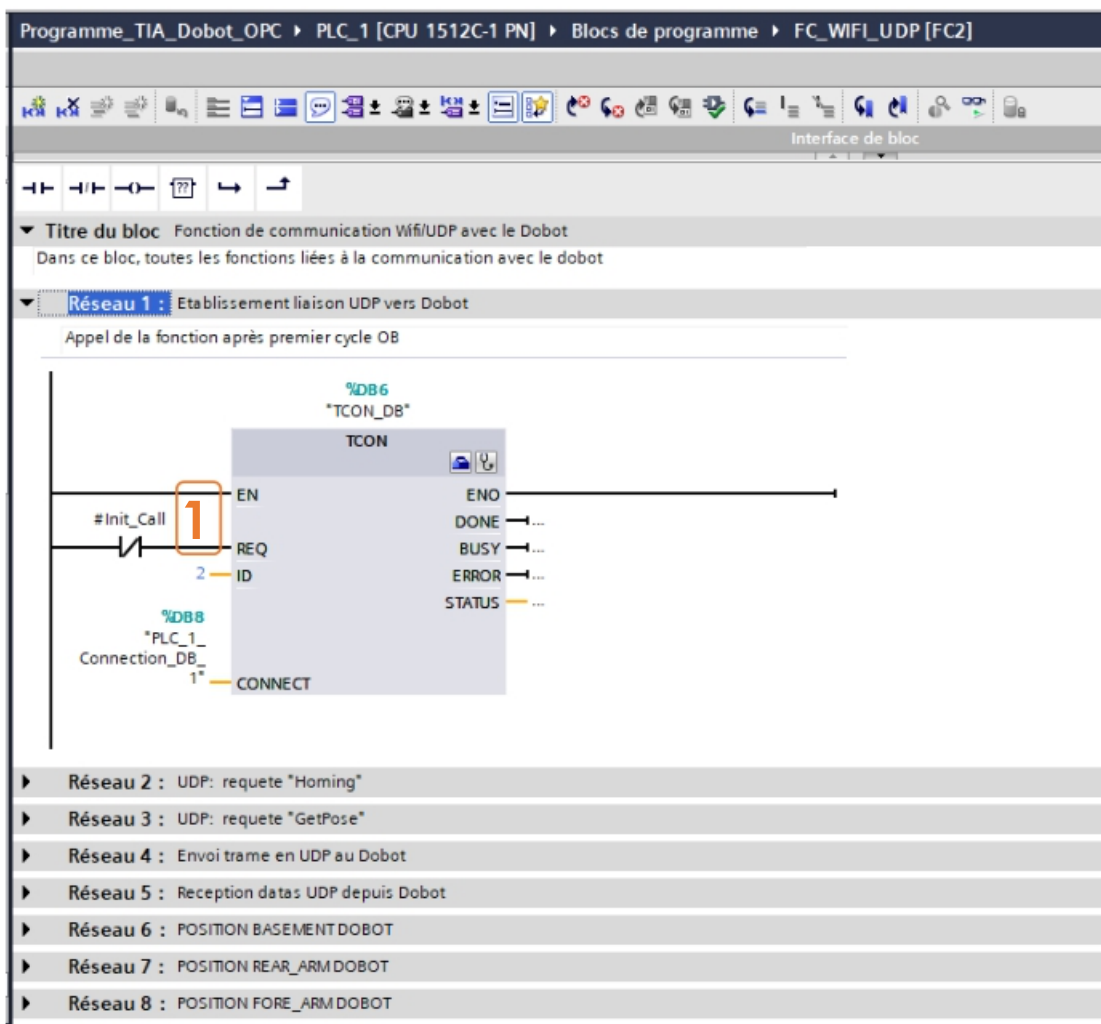 Programme_TIA_Dobot_OPC ▸ PLC_1 [CPU 1512C-1 PN] ▸ Blocs de programme ▸ FC_WIFI_UDP [FC2]
Interface de bloc
??
Titre du bloc Fonction de communication Wifi/UDP avec le Dobot
Dans ce bloc, toutes les fonctions liées à la communication avec le dobot
Réseau 1 : Etablissement liaison UDP vers Dobot
Appel de la fonction après premier cycle OB
%DB6
"TCON_DB"
TCON
EN ENO
#Init_Call 1 DONE ...
REQ BUSY ...
2 ID ERROR ...
STATUS ...
%DB8
"PLC_1_
Connection_DB_
1" CONNECT
Réseau 2 : UDP: requete "Homing"
Réseau 3 : UDP: requete "GetPose"
Réseau 4 : Envoi trame en UDP au Dobot
Réseau 5 : Reception datas UDP depuis Dobot
Réseau 6 : POSITION BASEMENT DOBOT
Réseau 7 : POSITION REAR_ARM DOBOT
Réseau 8 : POSITION FORE_ARM DOBOT